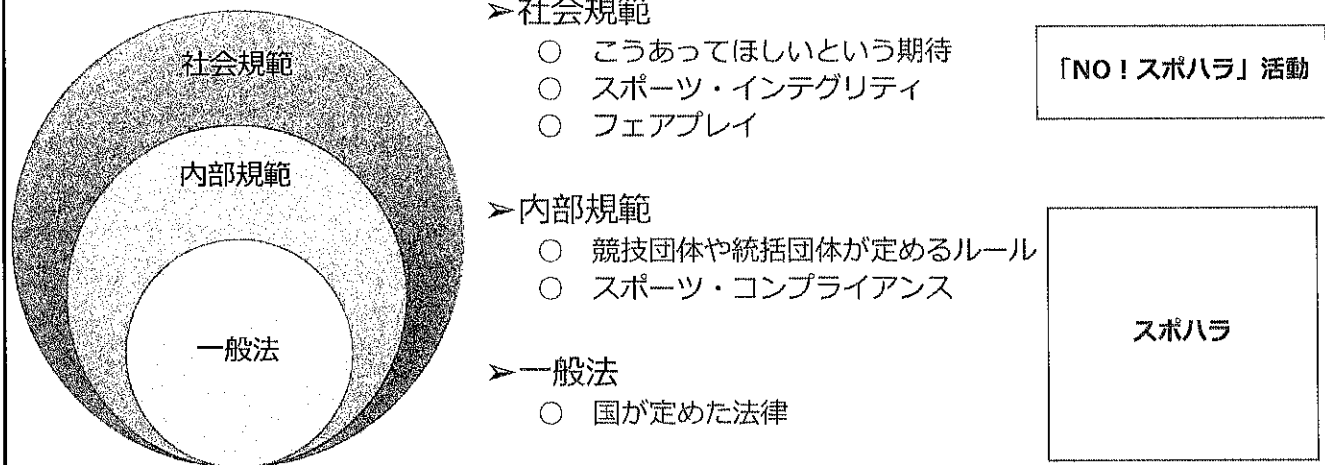 社会規範
内部規範
一般法
➢社会規範
○ こうあってほしいという期待
○ スポーツ・インテグリティ
○ フェアプレイ
➢内部規範
○ 競技団体や統括団体が定めるルール
○ スポーツ・コンプライアンス
➢一般法
○ 国が定めた法律
「NO！スポハラ」活動
スポハラ